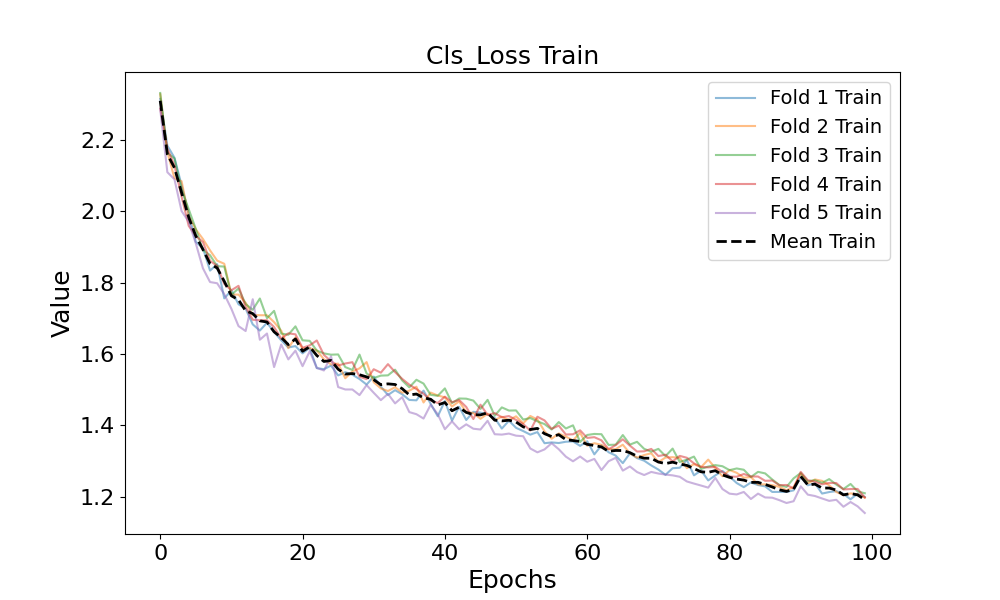 Cls_Loss Train
Value
2.2
2.0
1.8
1.6
1.4
1.2
Fold 1 Train
Fold 2 Train
Fold 3 Train
Fold 4 Train
Fold 5 Train
Mean Train
0 20 40 60 80 100
Epochs